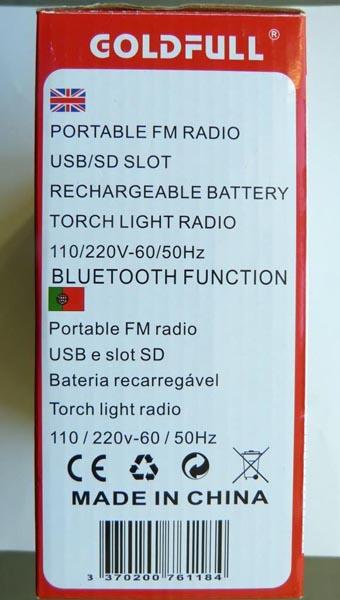 GOLDFULL®
PORTABLE FM RADIO
USB/SD SLOT
RECHARGEABLE BATTERY
TORCH LIGHT RADIO
110/220V-60/50Hz
BLUETOOTH FUNCTION
Portable FM radio
USB e slot SD
Bateria recarregável
Torch light radio
110 / 220v-60 / 50Hz
CE
MADE IN CHINA
3 370200 761184